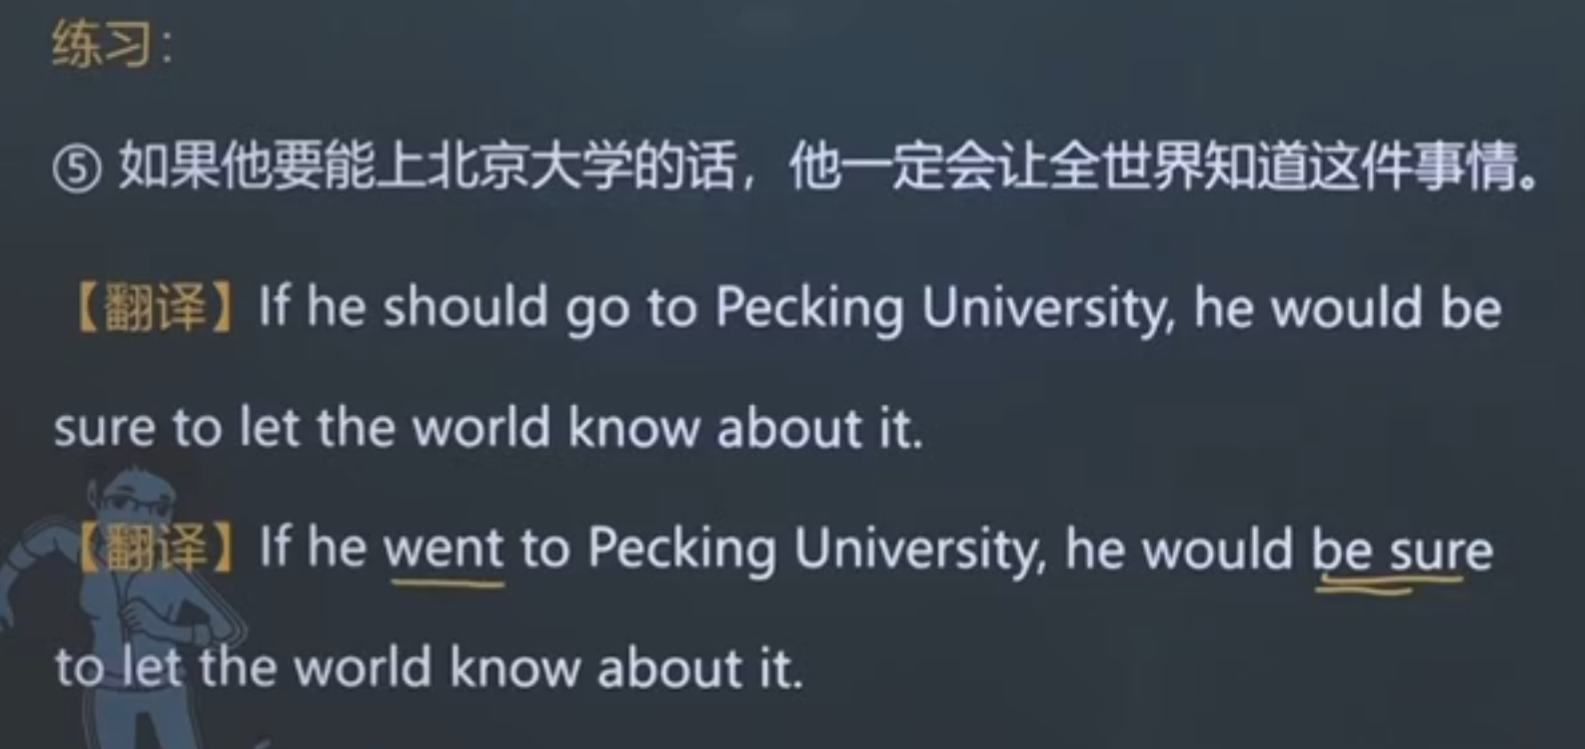 练习：
⑤ 如果他要能上北京大学的话，他一定会让全世界知道这件事情。
【翻译】If he should go to Pecking University, he would be
sure to let the world know about it.
【翻译】If he went to Pecking University, he would be sure
to let the world know about it.